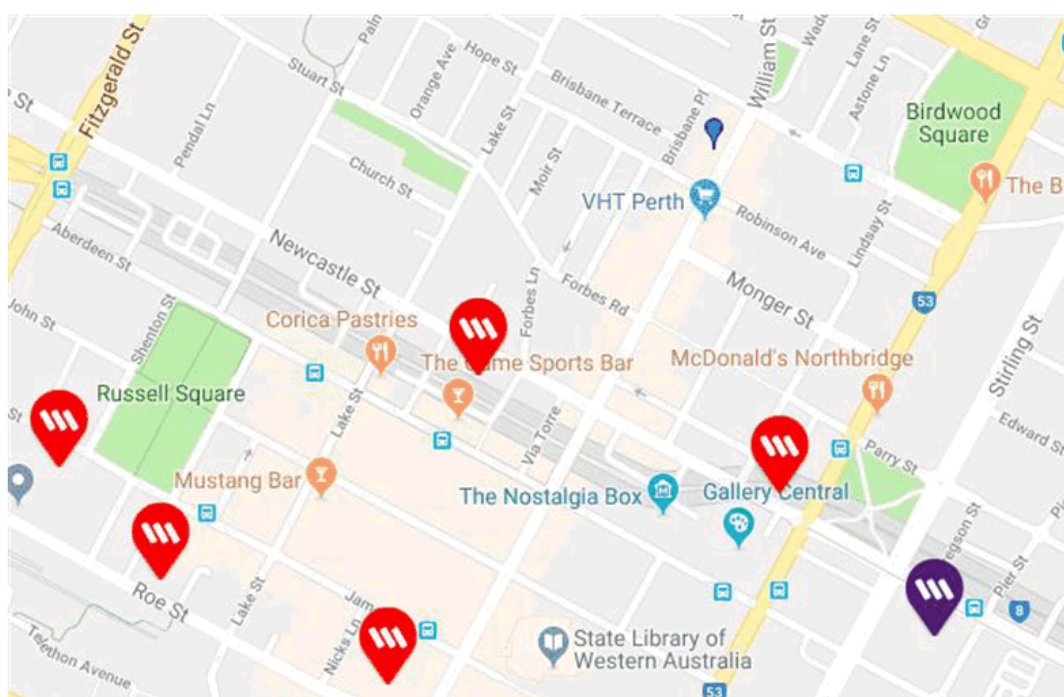 Fitzgerald St
Palm
Stuart St
Orange Ave
Hope St
Lake St
Brisbane Terrace
Brisbane Pl
William St
Lane St
Astone Ln
Birdwood
Square
The B
Pendal Ln
Church St
Moir St
VHT Perth
Robinson Ave
Lindsay St
Aberdeen St
Newcastle St
Forbes Ln
Forbes Rd
Monger St
53
Stirling St
John St
Shenton St
Corica Pastries
The Game Sports Bar
McDonald's Northbridge
Russell Square
Lake St
Via Torre
Edward St
St
Parry St
Mustang Bar
The Nostalgia Box
Gallery Central
Pier St
8
Roe St
Lake St
Nicks Ln
State Library of
Western Australia
Telethon Avenue
53